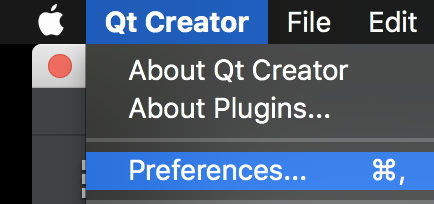 Qt Creator File Edit
About Qt Creator
About Plugins...
Preferences... ⌘,